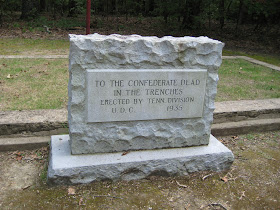 TO THE CONFEDERATE DEAD
IN THE TRENCHES
ERECTED BY TENN DIVISION
U.D.C. 1935